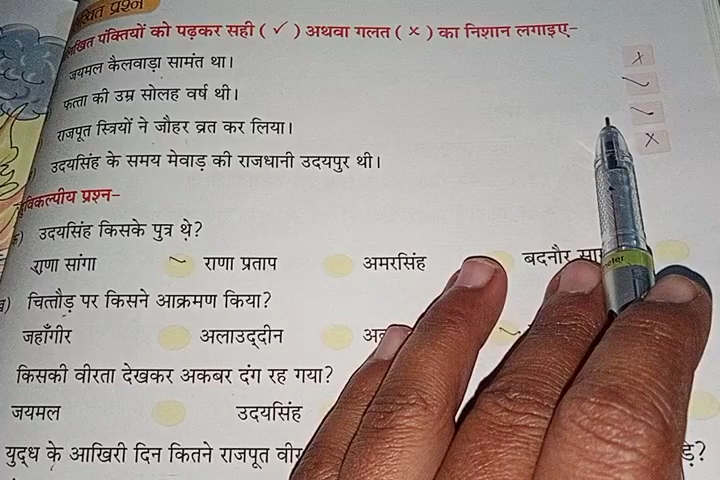 प्रश्न
पंक्तियों को पढ़कर सही ( ✓ ) अथवा गलत ( × ) का निशान लगाइए-
जयमल कैलवाड़ा सामंत था। ×
फत्ता की उम्र सोलह वर्ष थी। ✓
राजपूत स्त्रियों ने जौहर व्रत कर लिया। ✓
उदयसिंह के समय मेवाड़ की राजधानी उदयपुर थी। ×
प्रश्न-
उदयसिंह किसके पुत्र थे?
राणा सांगा ✓ राणा प्रताप अमरसिंह बदनौर
चित्तौड़ पर किसने आक्रमण किया?
जहाँगीर अलाउद्दीन
किसकी वीरता देखकर अकबर दंग रह गया?
जयमल उदयसिंह
युद्ध के आखिरी दिन कितने राजपूत